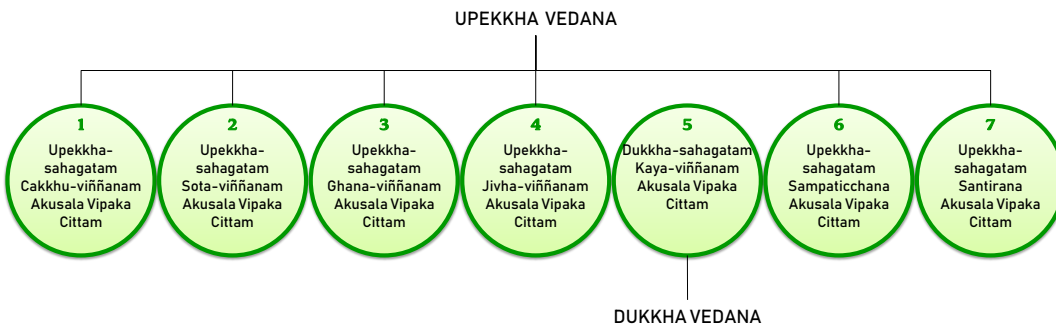 UPEKKHA VEDANA
1
Upekkha-
sahagatam
Cakkhu-viññanam
Akusala Vipaka
Cittam
2
Upekkha-
sahagatam
Sota-viññanam
Akusala Vipaka
Cittam
3
Upekkha-
sahagatam
Ghana-viññanam
Akusala Vipaka
Cittam
4
Upekkha-
sahagatam
Jivha-viññanam
Akusala Vipaka
Cittam
5
Dukkha-sahagatam
Kaya-viññanam
Akusala Vipaka
Cittam
6
Upekkha-
sahagatam
Sampaticchana
Akusala Vipaka
Cittam
7
Upekkha-
sahagatam
Santirana
Akusala Vipaka
Cittam
DUKKHA VEDANA